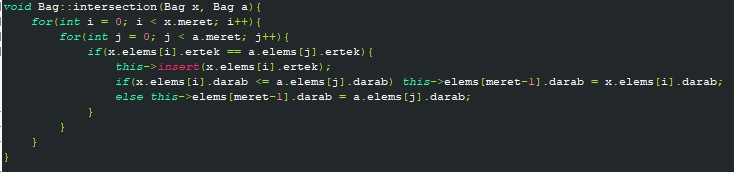 void Bag::intersection(Bag x, Bag a){
    for(int i = 0; i < x.meret; i++){
        for(int j = 0; j < a.meret; j++){
            if(x.elems[i].ertek == a.elems[j].ertek){
                this->insert(x.elems[i].ertek);
                if(x.elems[i].darab <= a.elems[j].darab) this->elems[meret-1].darab = x.elems[i].darab;
                else this->elems[meret-1].darab = a.elems[j].darab;
            }
        }
    }
}